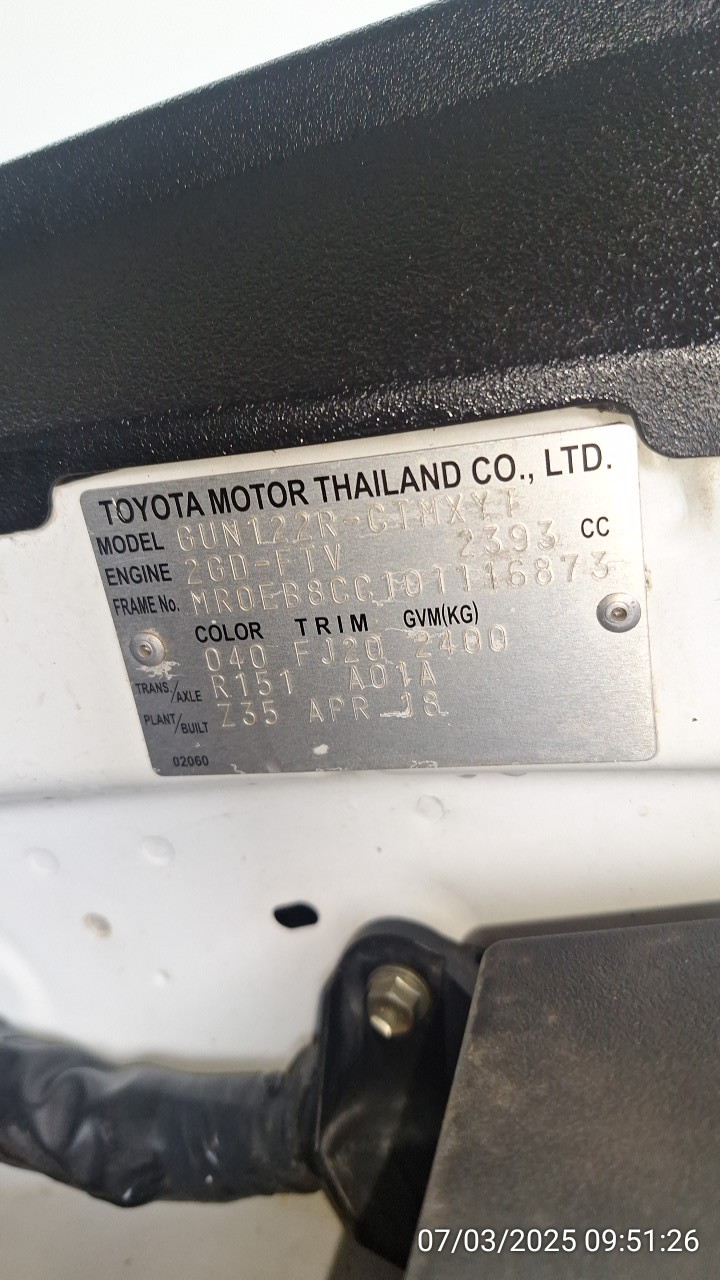 TOYOTA MOTOR THAILAND CO., LTD.
MODEL GUN122R-CTMXYT
ENGINE 2GD-FTV 2393 CC
FRAME No. MR0EB8CC101116873
COLOR TRIM GVM(KG)
040 FJ20 2400
TRANS./AXLE R151 A01A
PLANT/BUILT Z35 APR 18
02060
07/03/2025 09:51:26